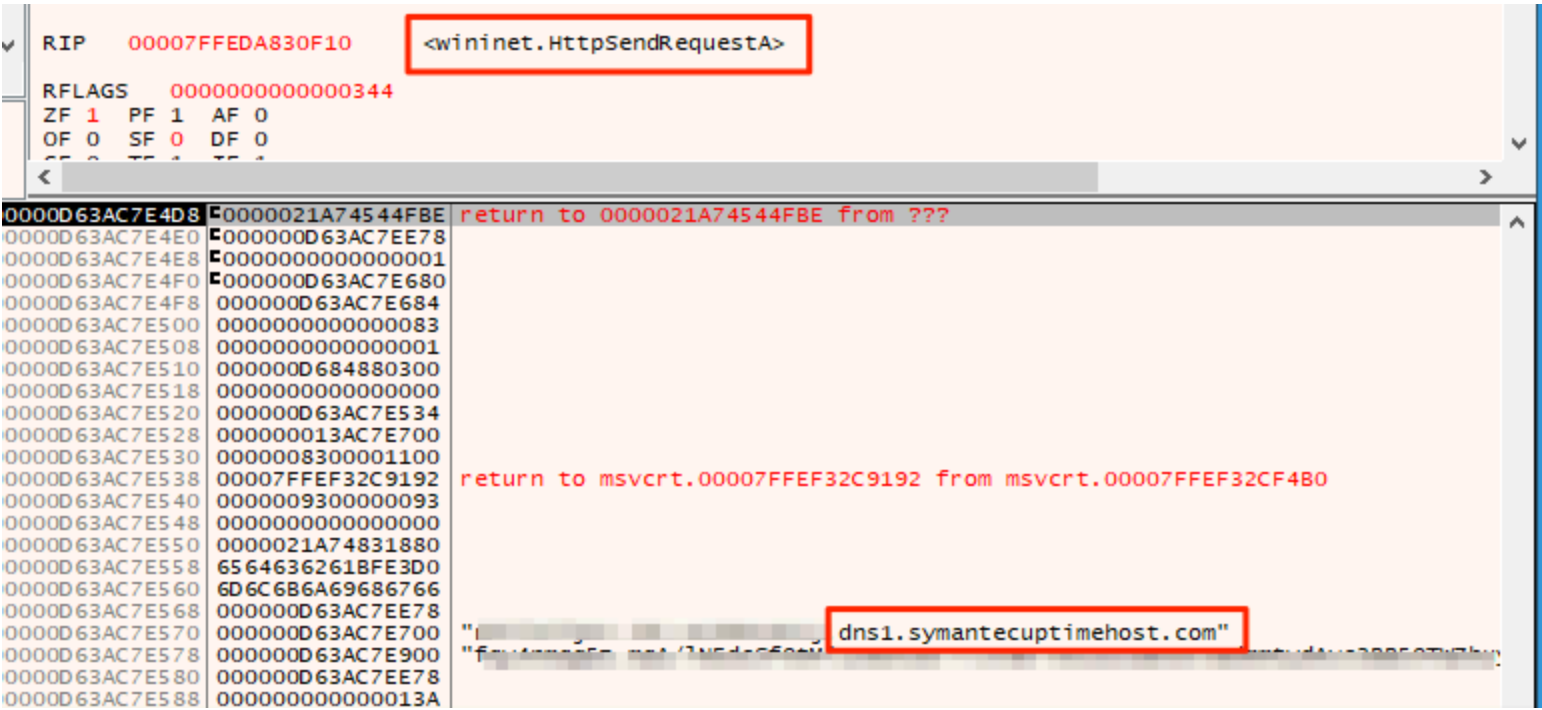 RIP 00007FFEDA830F10 <wininet.HttpSendRequestA>
RFLAGS 0000000000000344
ZF 1 PF 1 AF 0
OF 0 SF 0 DF 0
0000D63AC7E4D8 0000021A74544FBE return to 0000021A74544FBE from ???
0000D63AC7E4E0 000000D63AC7EE78
0000D63AC7E4E8 0000000000000001
0000D63AC7E4F0 000000D63AC7E680
0000D63AC7E4F8 000000D63AC7E684
0000D63AC7E500 0000000000000083
0000D63AC7E508 0000000000000001
0000D63AC7E510 000000D684880300
0000D63AC7E518 0000000000000000
0000D63AC7E520 000000D63AC7E534
0000D63AC7E528 000000013AC7E700
0000D63AC7E530 0000008300001100
0000D63AC7E538 00007FFEF32C9192 return to msvcrt.00007FFEF32C9192 from msvcrt.00007FFEF32CF4B0
0000D63AC7E540 0000009300000093
0000D63AC7E548 0000000000000000
0000D63AC7E550 0000021A74831880
0000D63AC7E558 6564636261BFE3D0
0000D63AC7E560 6D6C6B6A69686766
0000D63AC7E568 000000D63AC7EE78
0000D63AC7E570 000000D63AC7E700 dns1.symantecuptimehost.com"
0000D63AC7E578 000000D63AC7E900
0000D63AC7E580 000000D63AC7EE78
0000D63AC7E588 000000000000013A